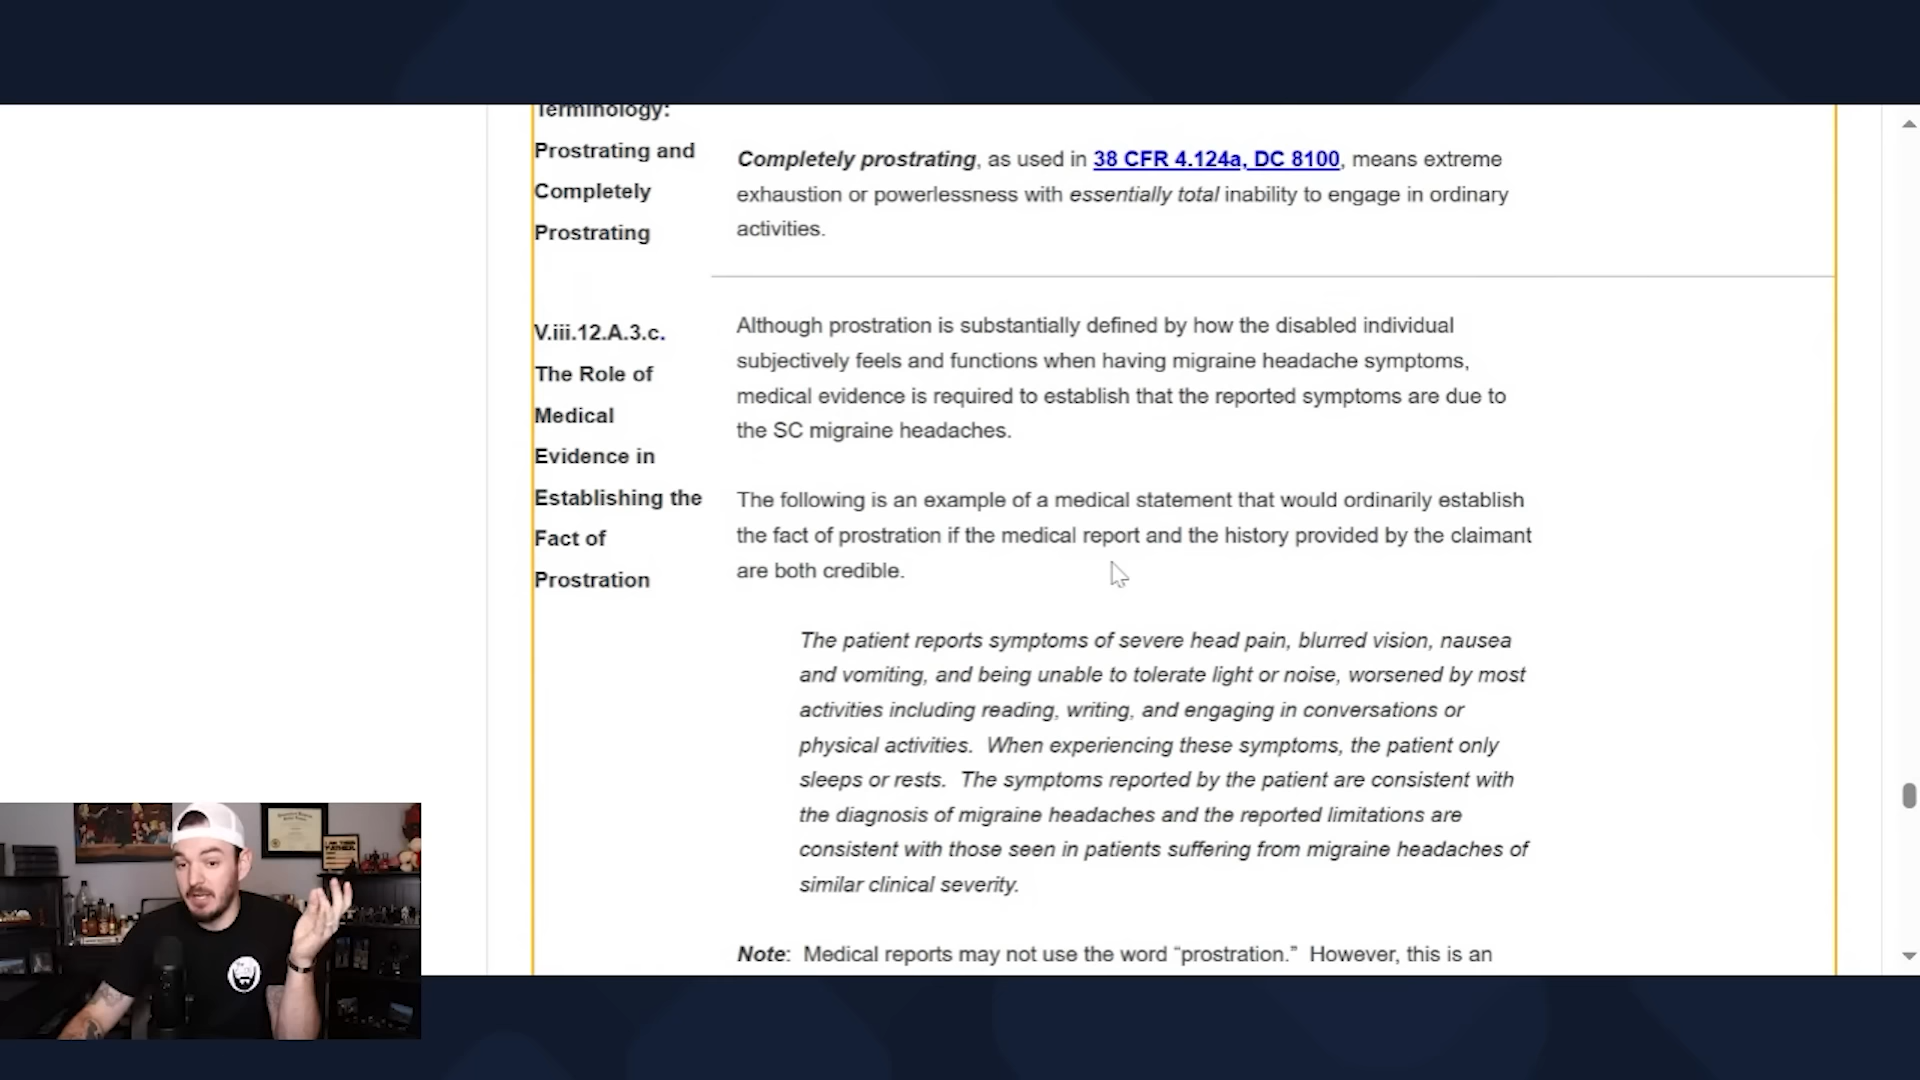 Terminology:
Prostrating and
Completely
Prostrating
Completely prostrating, as used in 38 CFR 4.124a, DC 8100, means extreme
exhaustion or powerlessness with essentially total inability to engage in ordinary
activities.
V.iii.12.A.3.c.
The Role of
Medical
Evidence in
Establishing the
Fact of
Prostration
Although prostration is substantially defined by how the disabled individual
subjectively feels and functions when having migraine headache symptoms,
medical evidence is required to establish that the reported symptoms are due to
the SC migraine headaches.
The following is an example of a medical statement that would ordinarily establish
the fact of prostration if the medical report and the history provided by the claimant
are both credible.
The patient reports symptoms of severe head pain, blurred vision, nausea
and vomiting, and being unable to tolerate light or noise, worsened by most
activities including reading, writing, and engaging in conversations or
physical activities.  When experiencing these symptoms, the patient only
sleeps or rests.  The symptoms reported by the patient are consistent with
the diagnosis of migraine headaches and the reported limitations are
consistent with those seen in patients suffering from migraine headaches of
similar clinical severity.
Note:  Medical reports may not use the word “prostration.”  However, this is an